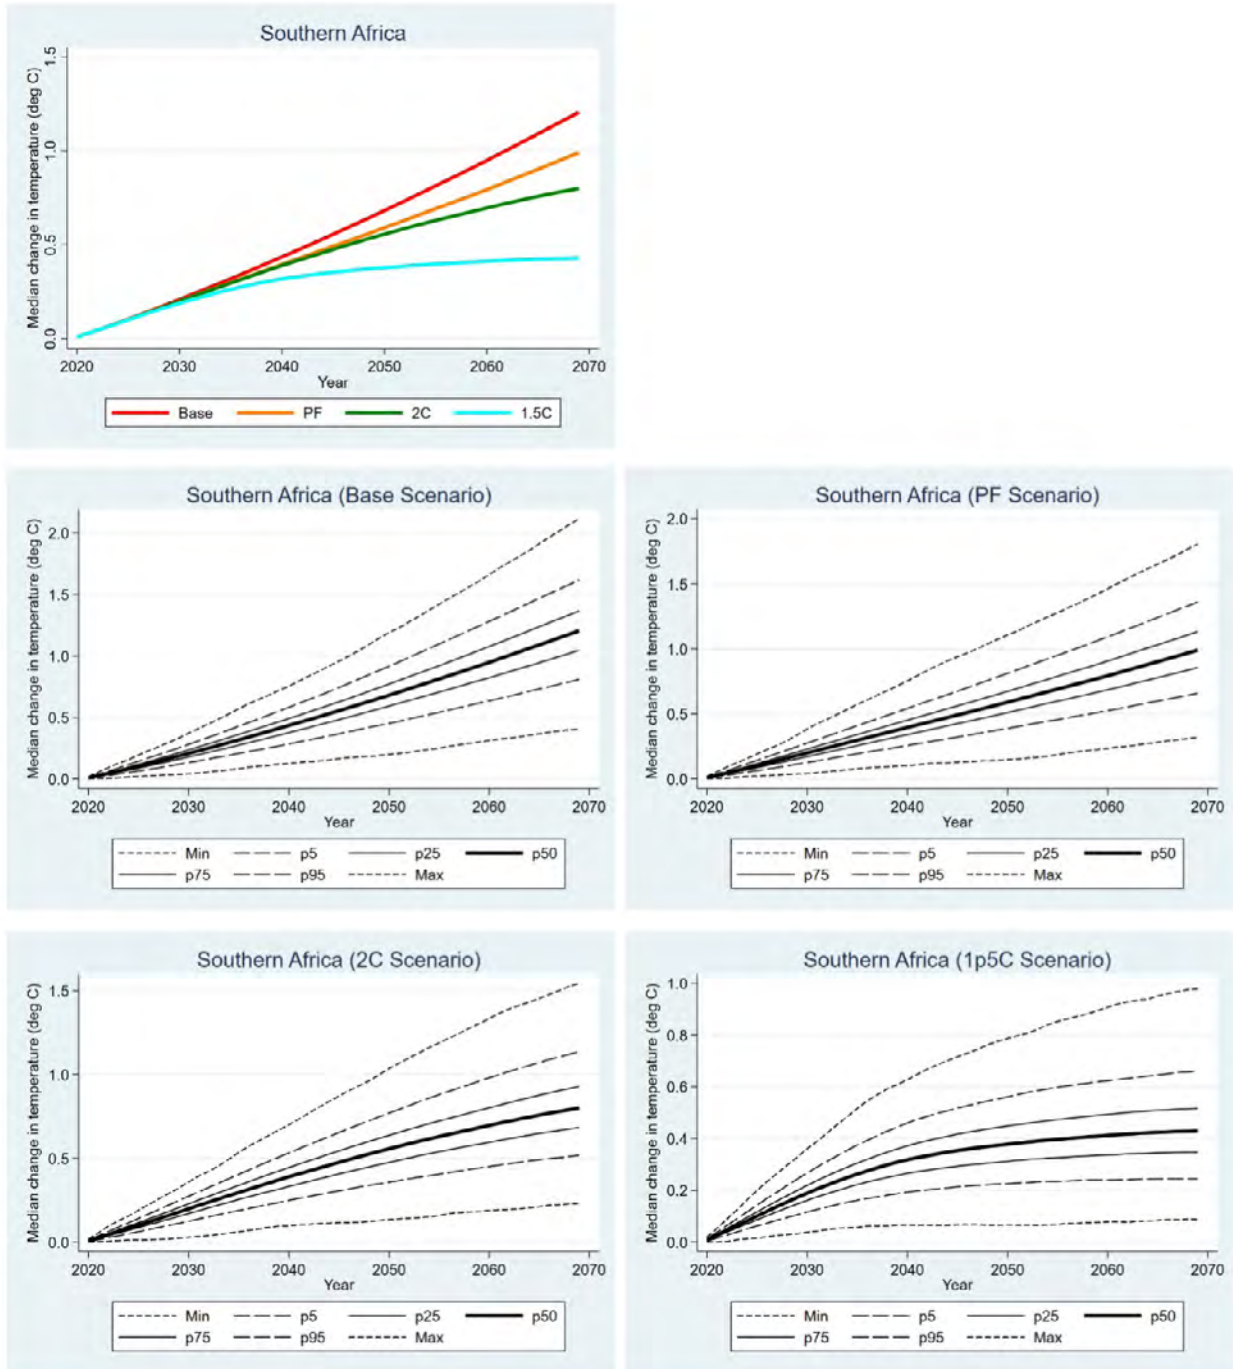 Southern Africa
Median change in temperature (deg C)
1.5
1.0
0.5
0.0
2020 2030 2040 2050 2060 2070
Year
Base PF 2C 1.5C
Southern Africa (Base Scenario)
Median change in temperature (deg C)
2.0
1.5
1.0
0.5
0.0
2020 2030 2040 2050 2060 2070
Year
Min p5 p25 p50
p75 p95 Max
Southern Africa (PF Scenario)
Median change in temperature (deg C)
2.0
1.5
1.0
0.5
0.0
2020 2030 2040 2050 2060 2070
Year
Min p5 p25 p50
p75 p95 Max
Southern Africa (2C Scenario)
Median change in temperature (deg C)
1.5
1.0
0.5
0.0
2020 2030 2040 2050 2060 2070
Year
Min p5 p25 p50
p75 p95 Max
Southern Africa (1p5C Scenario)
Median change in temperature (deg C)
1.0
0.8
0.6
0.4
0.2
0.0
2020 2030 2040 2050 2060 2070
Year
Min p5 p25 p50
p75 p95 Max